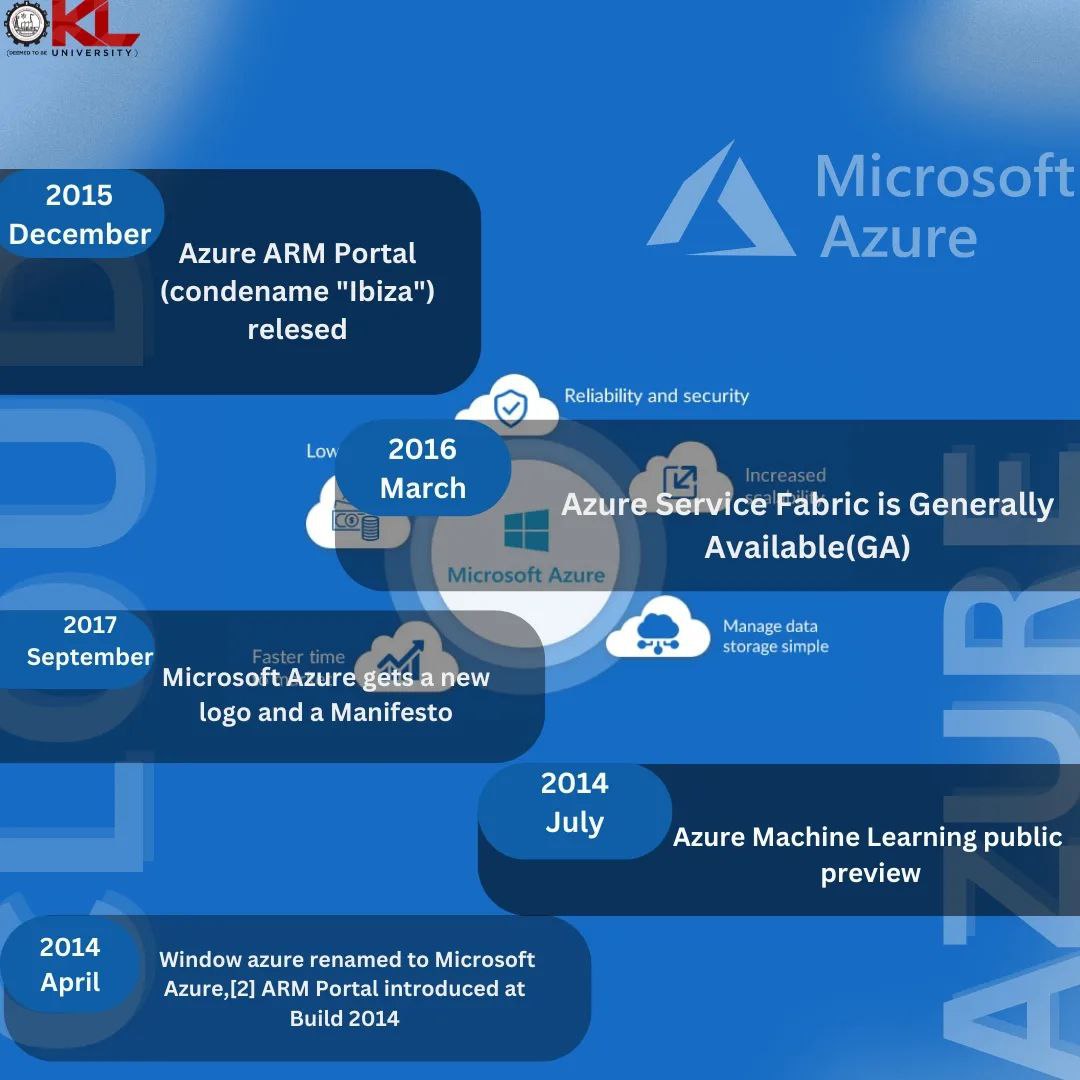 KL
(DEEMED TO BE UNIVERSITY)
Microsoft
Azure
2015
December
Azure ARM Portal
(condename "Ibiza")
relesed
Reliability and security
Low
2016
March
Increased
scalability
Azure Service Fabric is Generally
Available(GA)
Microsoft Azure
2017
September
Faster time
Microsoft Azure gets a new
logo and a Manifesto
Manage data
storage simple
2014
July
Azure Machine Learning public
preview
2014
April
Window azure renamed to Microsoft
Azure,[2] ARM Portal introduced at
Build 2014
CLOUD
AZURE